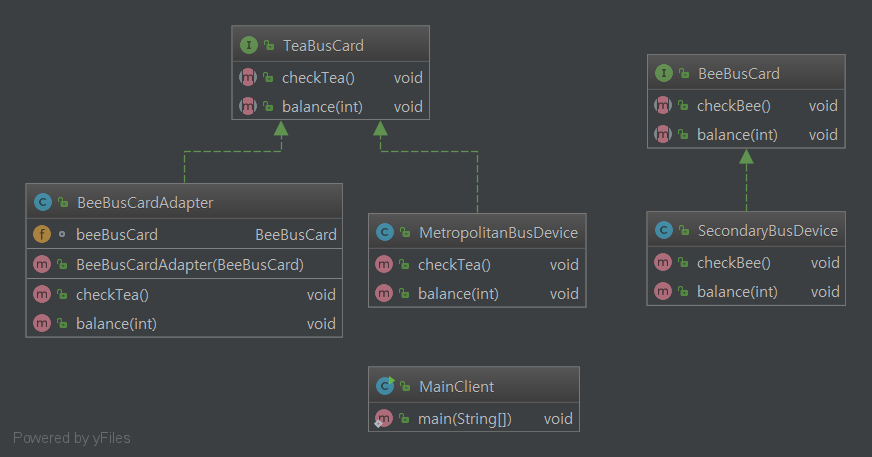 TeaBusCard
checkTea() void
balance(int) void
BeeBusCard
checkBee() void
balance(int) void
BeeBusCardAdapter
beeBusCard BeeBusCard
BeeBusCardAdapter(BeeBusCard)
checkTea() void
balance(int) void
MetropolitanBusDevice
checkTea() void
balance(int) void
SecondaryBusDevice
checkBee() void
balance(int) void
MainClient
main(String[]) void
Powered by yFiles